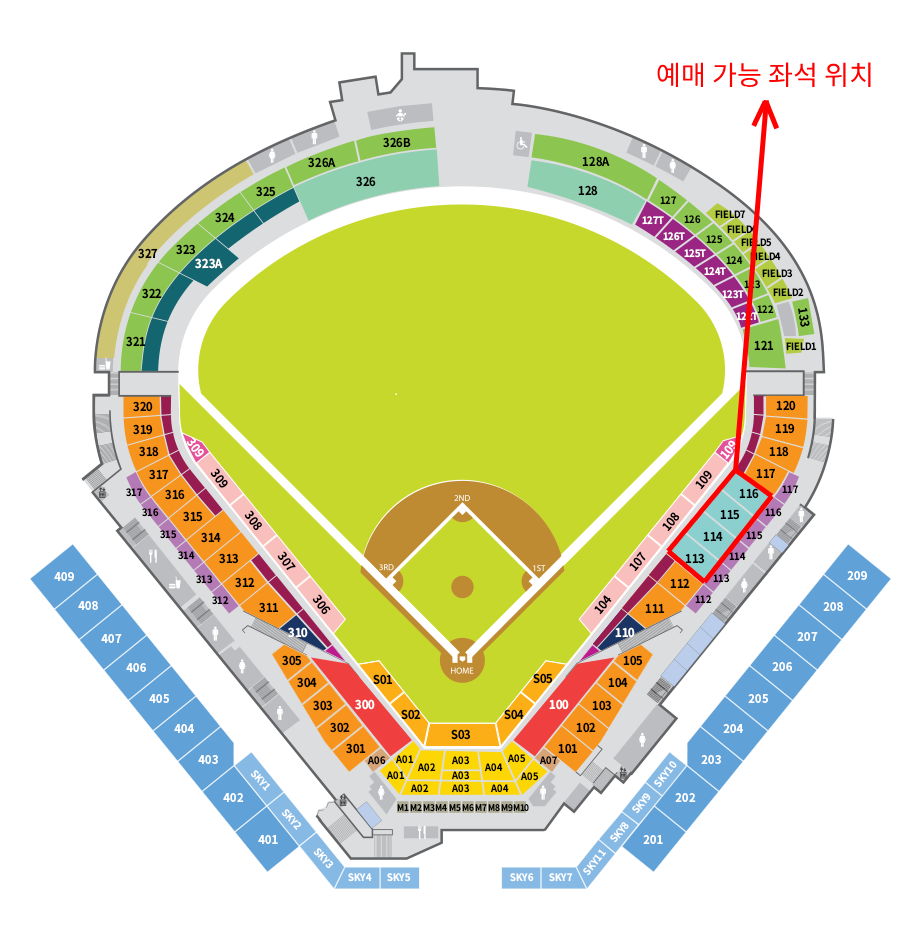 예매 가능 좌석 위치
326B
326A
128A
326
128
325
127
FIELD7
324
127T
126
FIELD6
126T
125
FIELD5
327
323
125T
124
FIELD4
323A
124T
FIELD3
322
123T
123
FIELD2
122
122T
133
321
121
FIELD1
320
120
319
119
318
309
109
118
317
309
109
117
317
316
116
117
316
315
308
2ND
108
115
116
315
314
114
115
314
313
307
3RD
1ST
107
113
114
313
312
112
113
312
311
306
104
111
112
310
110
409
209
408
208
407
207
406
206
405
205
404
204
403
203
402
202
401
201
305
HOME
105
304
S01
S05
104
303
300
S02
S04
100
103
302
S03
102
301
A06
A01
A02
A03
A04
A05
A07
101
A01
A03
A05
A02
A03
A04
M1 M2 M3 M4 M5 M6 M7 M8 M9 M10
SKY1
SKY10
SKY2
SKY9
SKY3
SKY8
SKY4
SKY5
SKY6
SKY7
SKY11